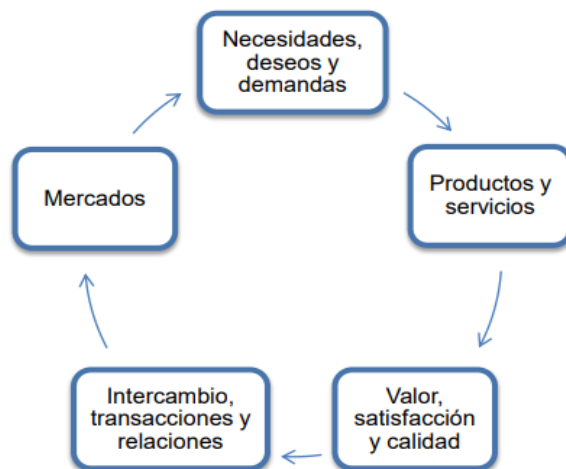 Necesidades,
deseos y
demandas
Productos y
servicios
Valor,
satisfacción
y calidad
Intercambio,
transacciones y
relaciones
Mercados